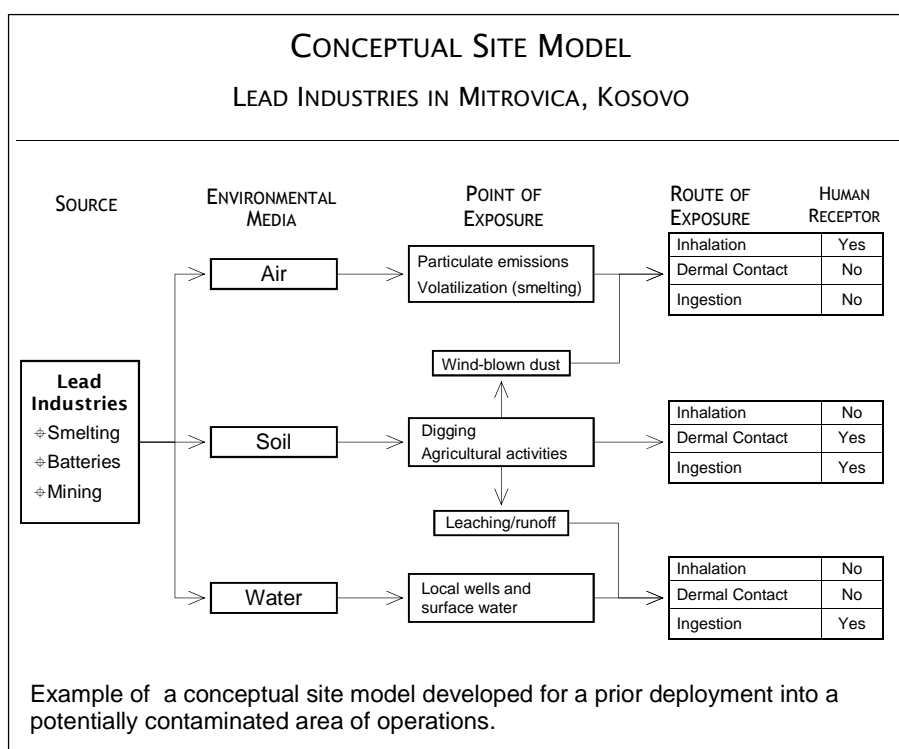 CONCEPTUAL SITE MODEL
LEAD INDUSTRIES IN MITROVICA, KOSOVO
SOURCE
ENVIRONMENTAL
MEDIA
POINT OF
EXPOSURE
ROUTE OF
EXPOSURE
HUMAN
RECEPTOR
Lead
Industries
Smelting
Batteries
Mining
Air
Particulate emissions
Volatilization (smelting)
Inhalation Yes
Dermal Contact No
Ingestion No
Wind-blown dust
Soil
Digging
Agricultural activities
Inhalation No
Dermal Contact Yes
Ingestion Yes
Leaching/runoff
Water
Local wells and
surface water
Inhalation No
Dermal Contact No
Ingestion Yes
Example of a conceptual site model developed for a prior deployment into a
potentially contaminated area of operations.